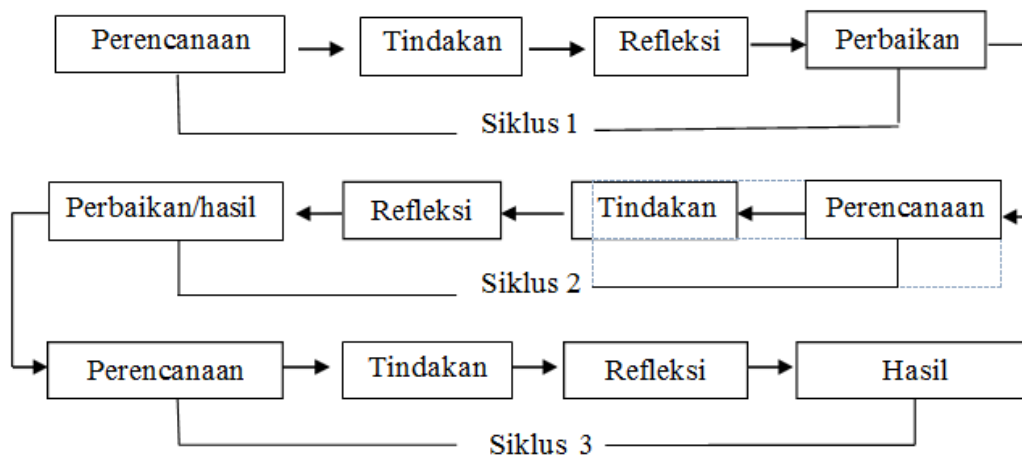 Perencanaan
Tindakan
Refleksi
Perbaikan
Siklus 1
Perbaikan/hasil
Refleksi
Tindakan
Perencanaan
Siklus 2
Perencanaan
Tindakan
Refleksi
Hasil
Siklus 3